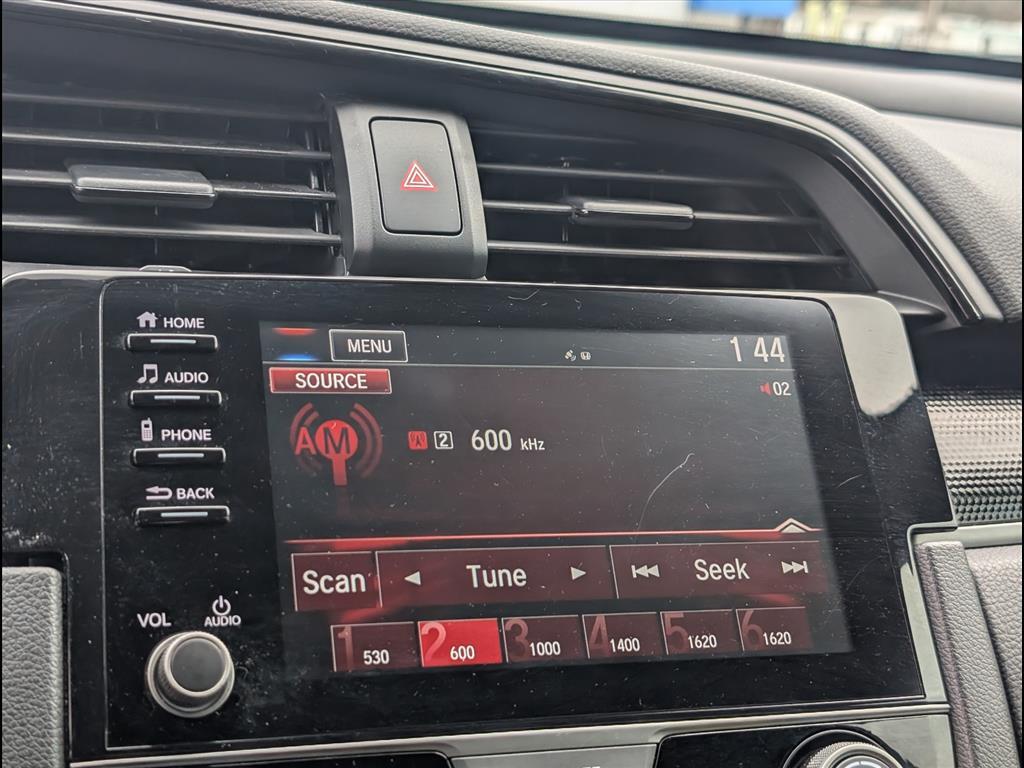 HOME
MENU
1 44
SOURCE
02
AUDIO
AM
A 2 600 kHz
PHONE
BACK
Scan
Tune
Seek
VOL
AUDIO
1 530
2 600
3 1000
4 1400
5 1620
6 1620